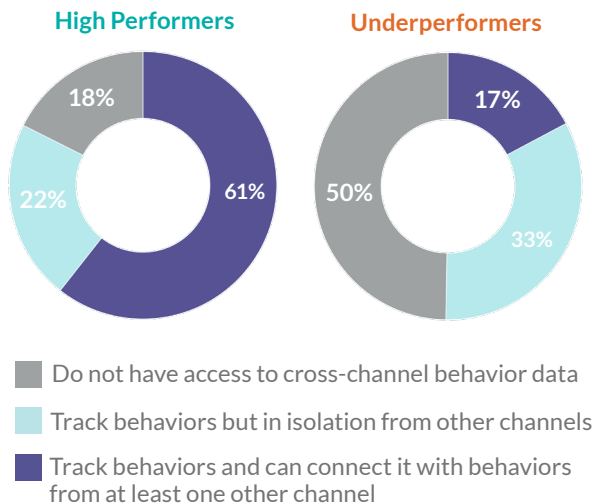 High Performers
Underperformers
18%
17%
22%
61%
50%
33%
Do not have access to cross-channel behavior data
Track behaviors but in isolation from other channels
Track behaviors and can connect it with behaviors
from at least one other channel